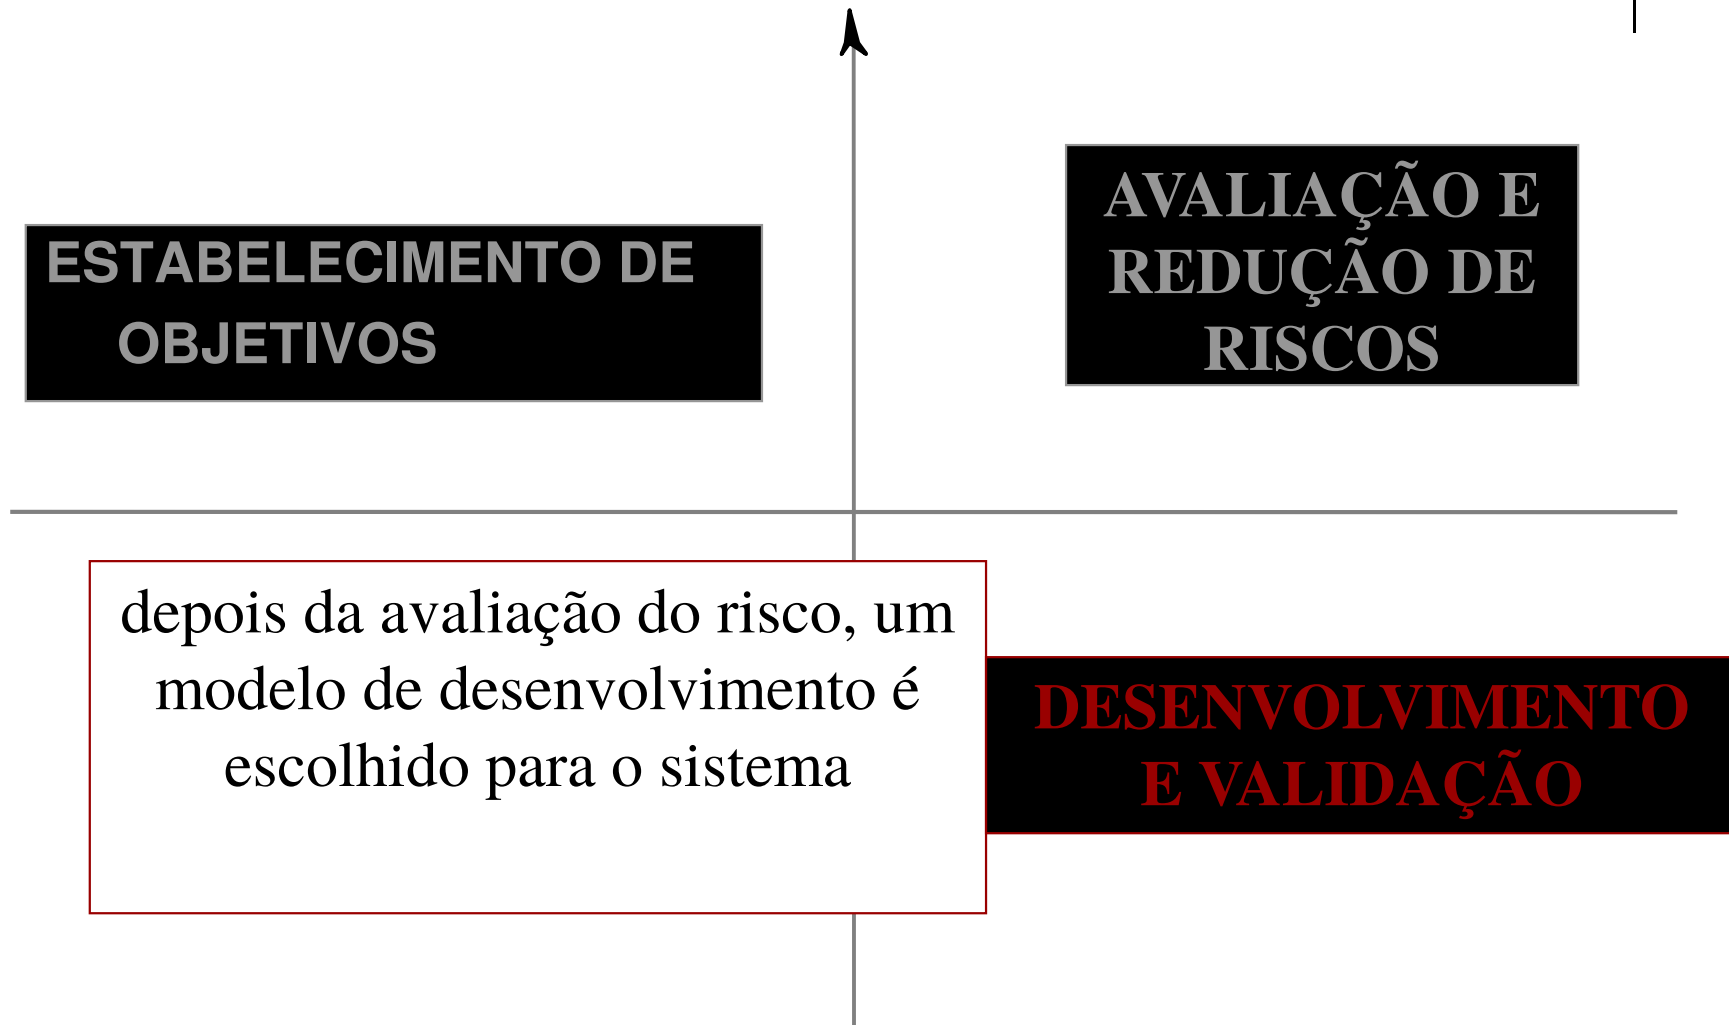 ESTABELECIMENTO DE
OBJETIVOS
AVALIAÇÃO E
REDUÇÃO DE
RISCOS
depois da avaliação do risco, um
modelo de desenvolvimento é
escolhido para o sistema
DESENVOLVIMENTO
E VALIDAÇÃO